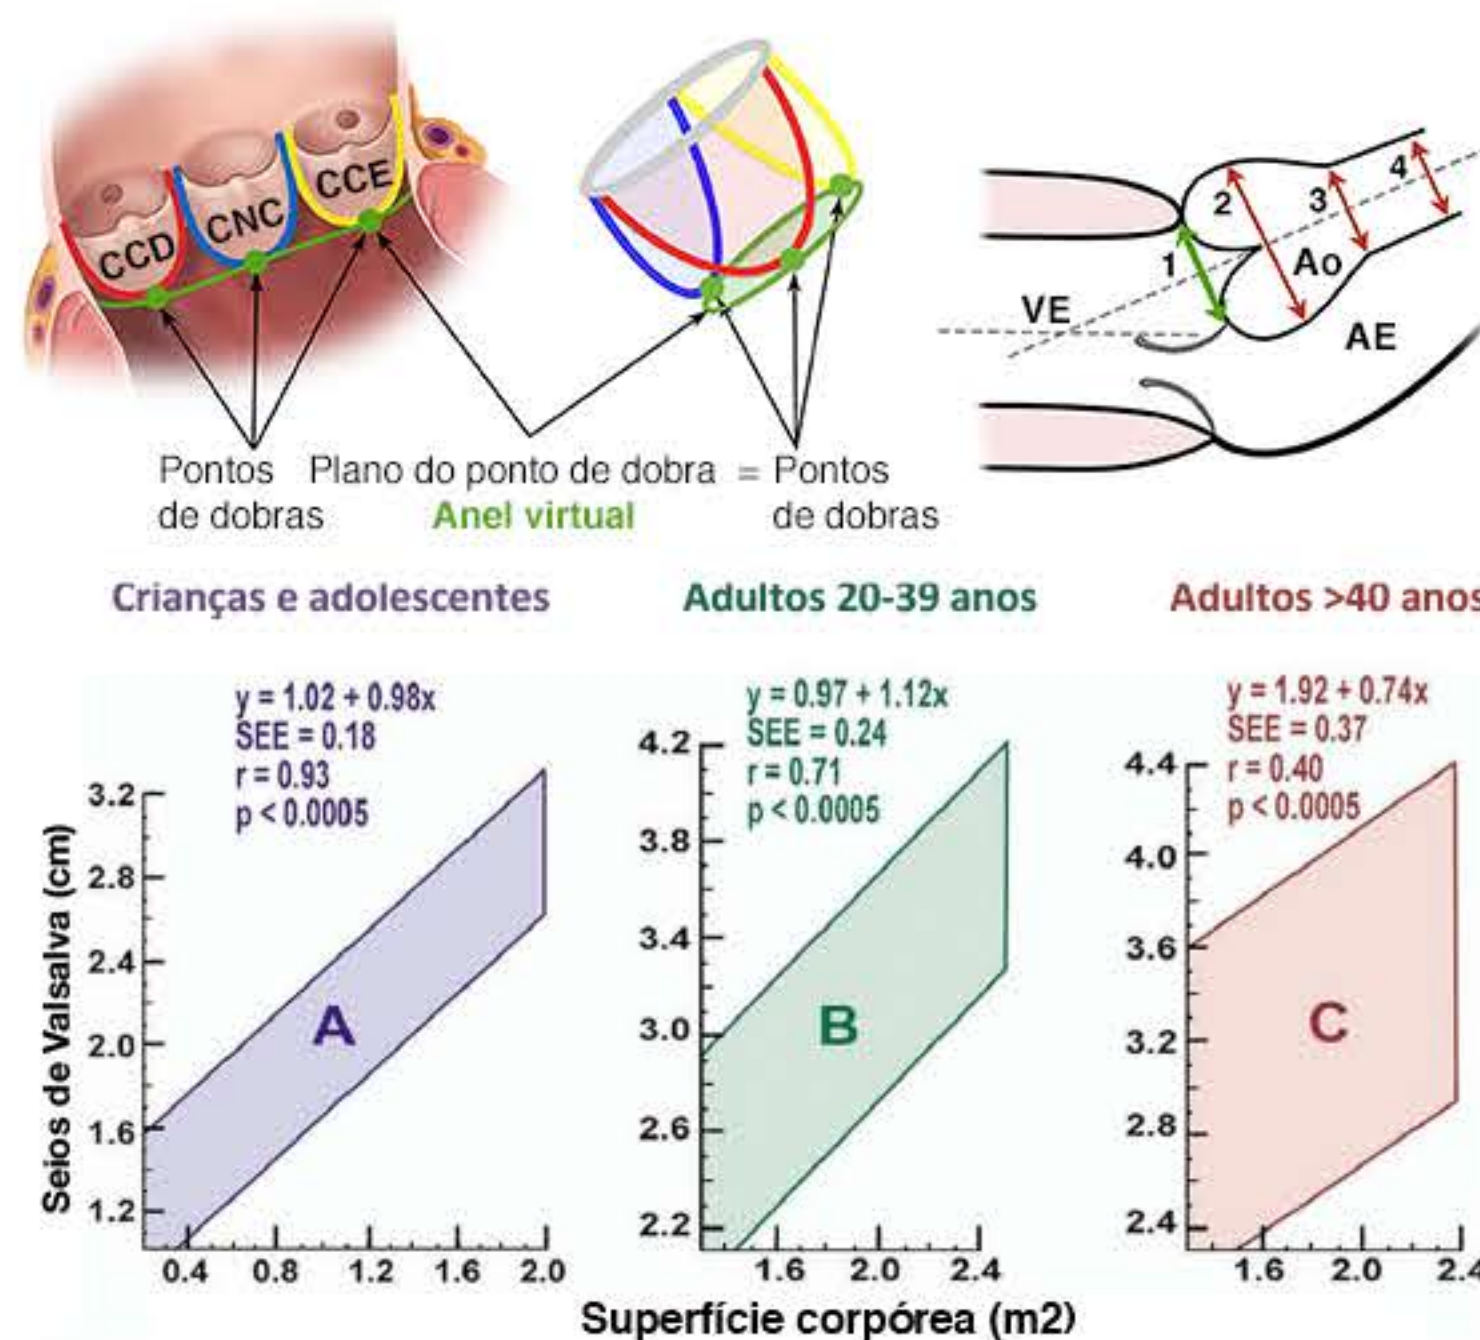 CCD
CNC
CCE
1
2
3
4
VE
Ao
AE
Pontos de dobras
Plano do ponto de dobra = Pontos de dobras
Anel virtual
Crianças e adolescentes
Adultos 20-39 anos
Adultos >40 anos
y = 1.02 + 0.98x
SEE = 0.18
r = 0.93
p < 0.0005
y = 0.97 + 1.12x
SEE = 0.24
r = 0.71
p < 0.0005
y = 1.92 + 0.74x
SEE = 0.37
r = 0.40
p < 0.0005
Seios de Valsalva (cm)
3.2
2.8
2.4
2.0
1.6
1.2
A
0.4 0.8 1.2 1.6 2.0
4.2
3.8
3.4
3.0
2.6
2.2
B
1.6 2.0 2.4
4.4
4.0
3.6
3.2
2.8
2.4
C
1.6 2.0 2.4
Superfície corpórea (m2)